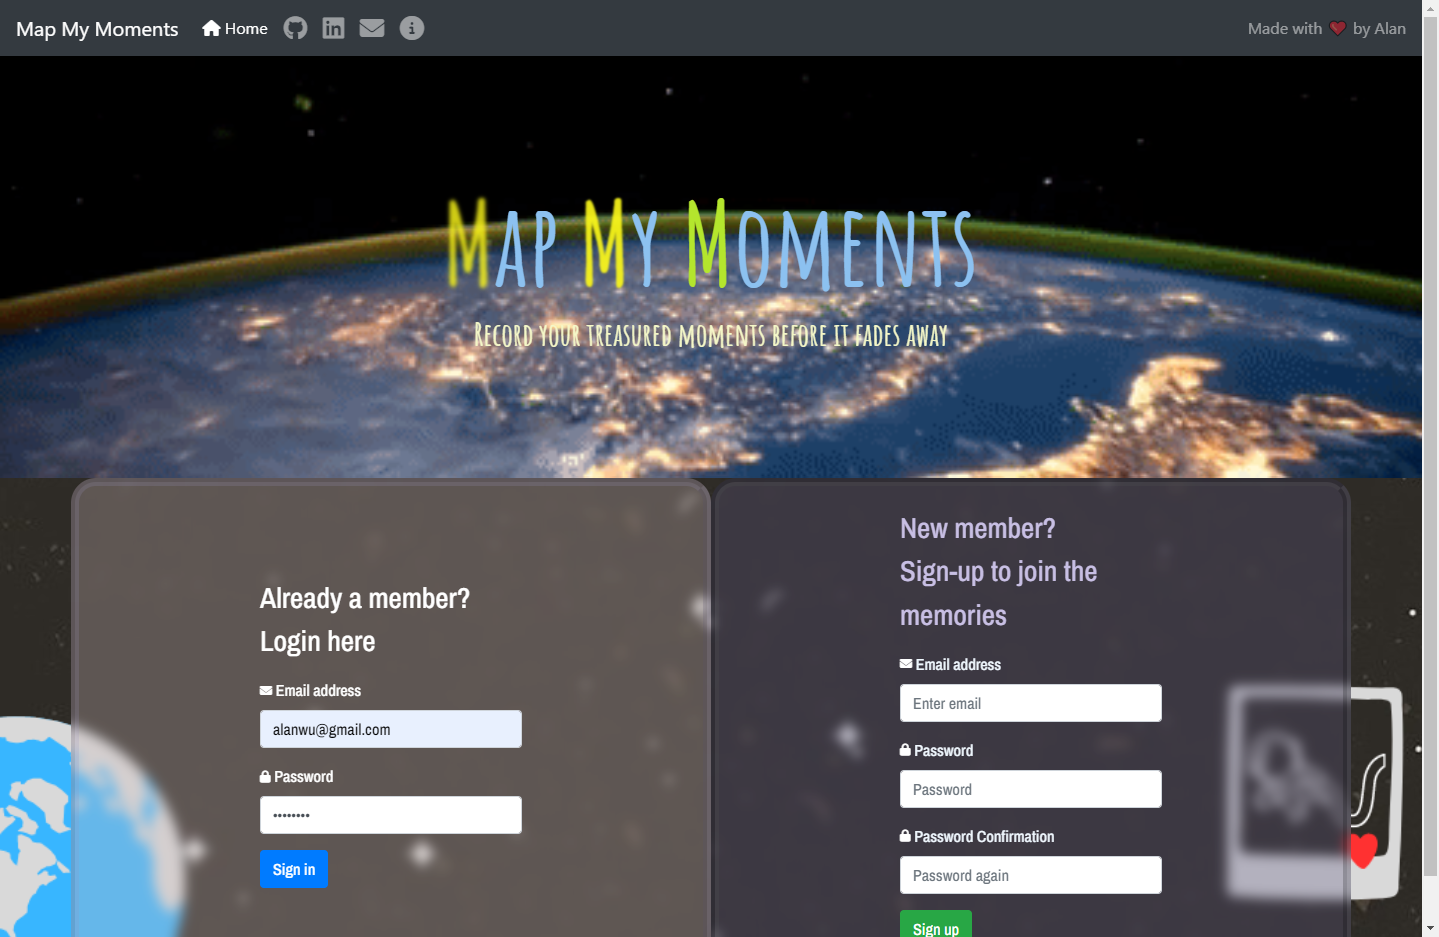 Map My Moments Home Made with ❤️ by Alan
Map My Moments
Record your treasured moments before it fades away
Already a member?
Login here
Email address
alanwu@gmail.com
Password
••••••••
Sign in
New member?
Sign-up to join the
memories
Email address
Enter email
Password
Password
Password Confirmation
Password again
Sign up